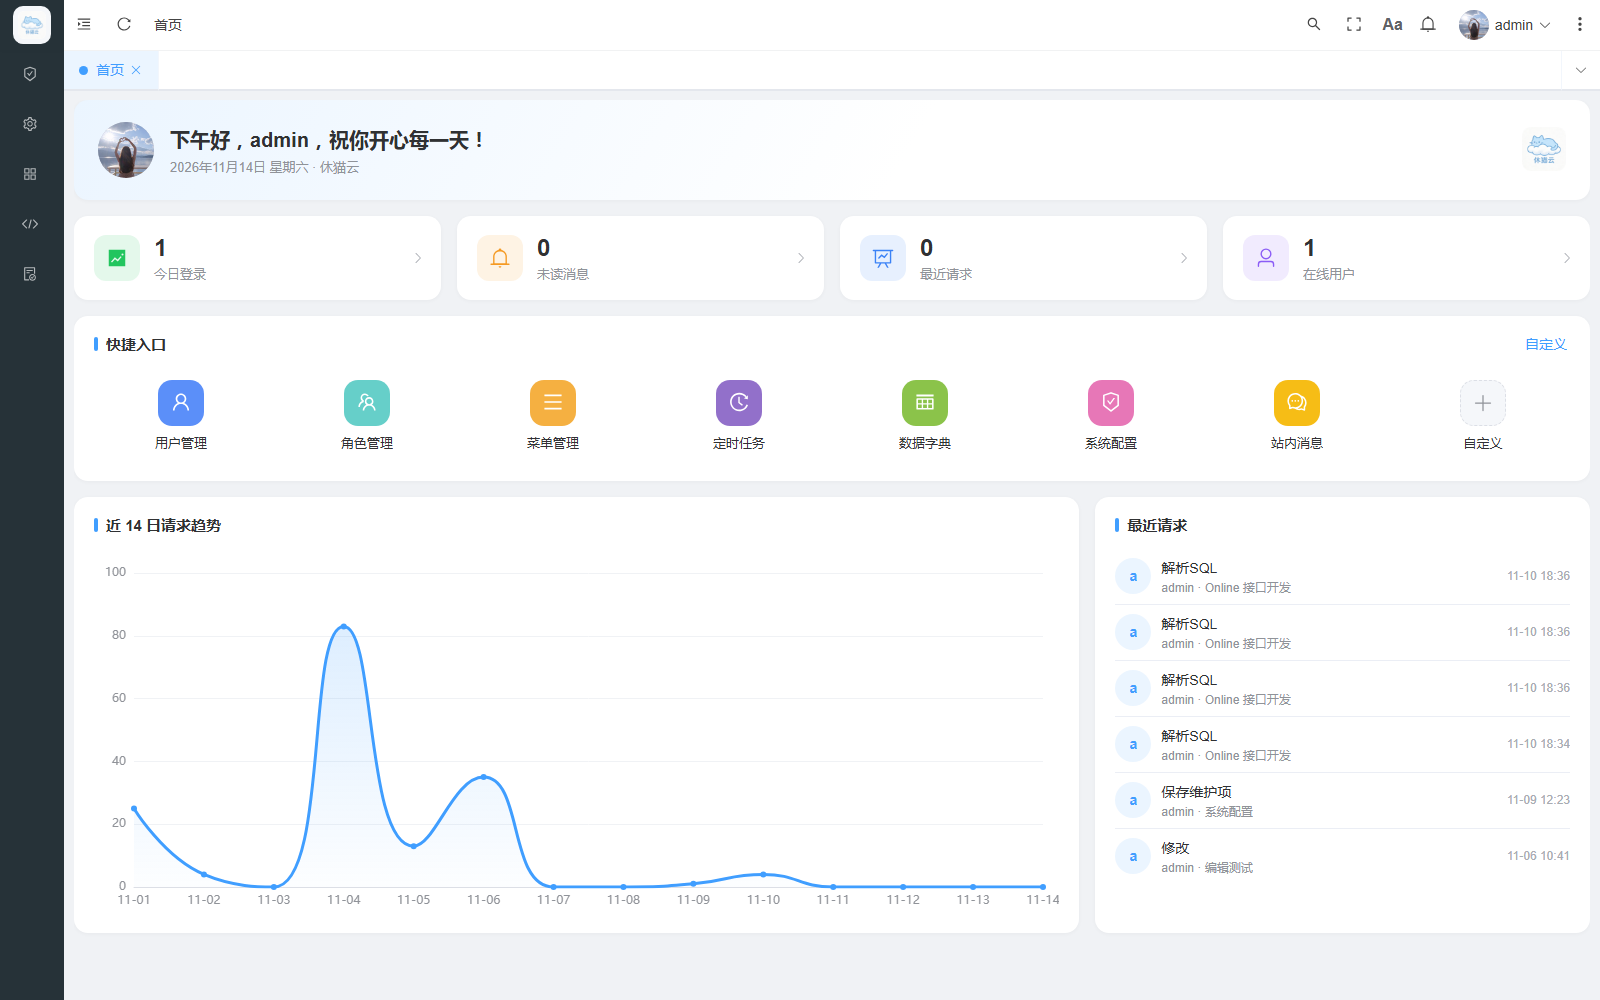 休猫云
首页
Aa
admin
首页
下午好，admin，祝你开心每一天！
2026年11月14日 星期六 · 休猫云
休猫云
1
今日登录
0
未读消息
0
最近请求
1
在线用户
快捷入口
自定义
用户管理
角色管理
菜单管理
定时任务
数据字典
系统配置
站内消息
自定义
近 14 日请求趋势
100
80
60
40
20
0
11-01 11-02 11-03 11-04 11-05 11-06 11-07 11-08 11-09 11-10 11-11 11-12 11-13 11-14
最近请求
a
解析SQL
admin · Online 接口开发
11-10 18:36
a
解析SQL
admin · Online 接口开发
11-10 18:36
a
解析SQL
admin · Online 接口开发
11-10 18:36
a
解析SQL
admin · Online 接口开发
11-10 18:34
a
保存维护项
admin · 系统配置
11-09 12:23
a
修改
admin · 编辑测试
11-06 10:41